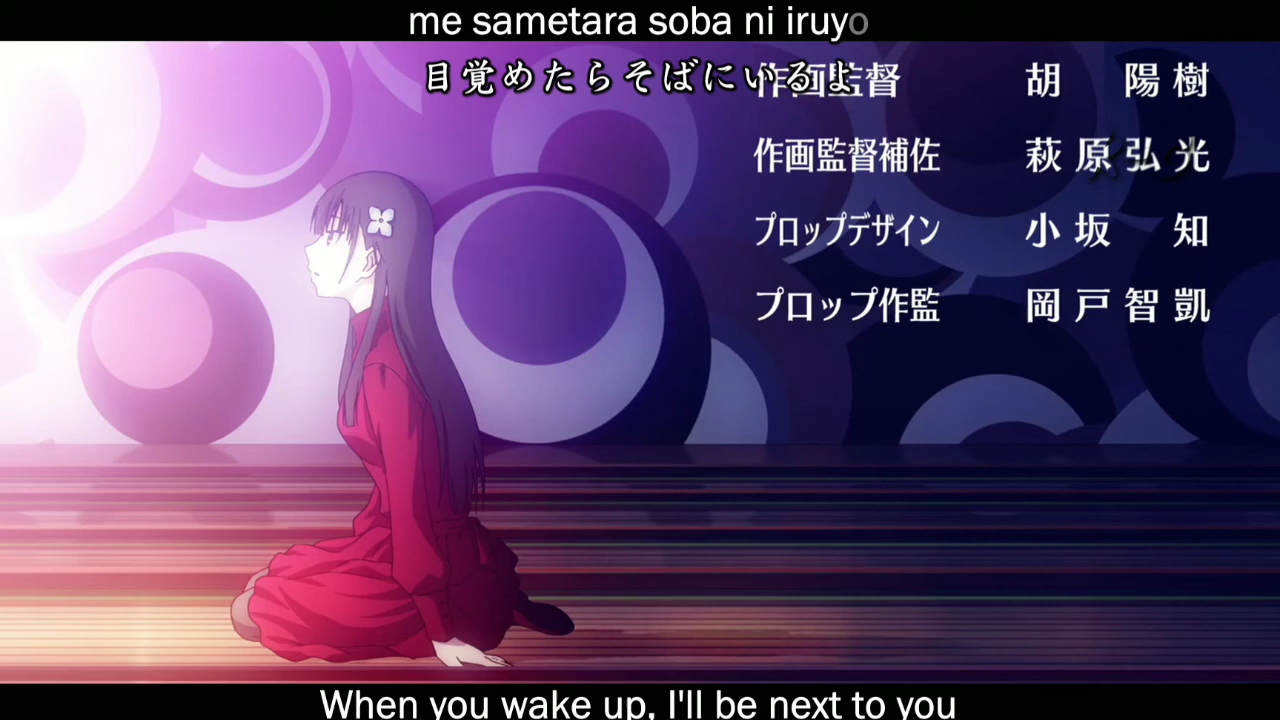 me sametara soba ni iruyo
目覚めたらそばにいるよ
作画監督 胡 陽樹
作画監督補佐 萩原弘光
プロップデザイン 小坂 知
プロップ作監 岡戸智凱
When you wake up, I'll be next to you